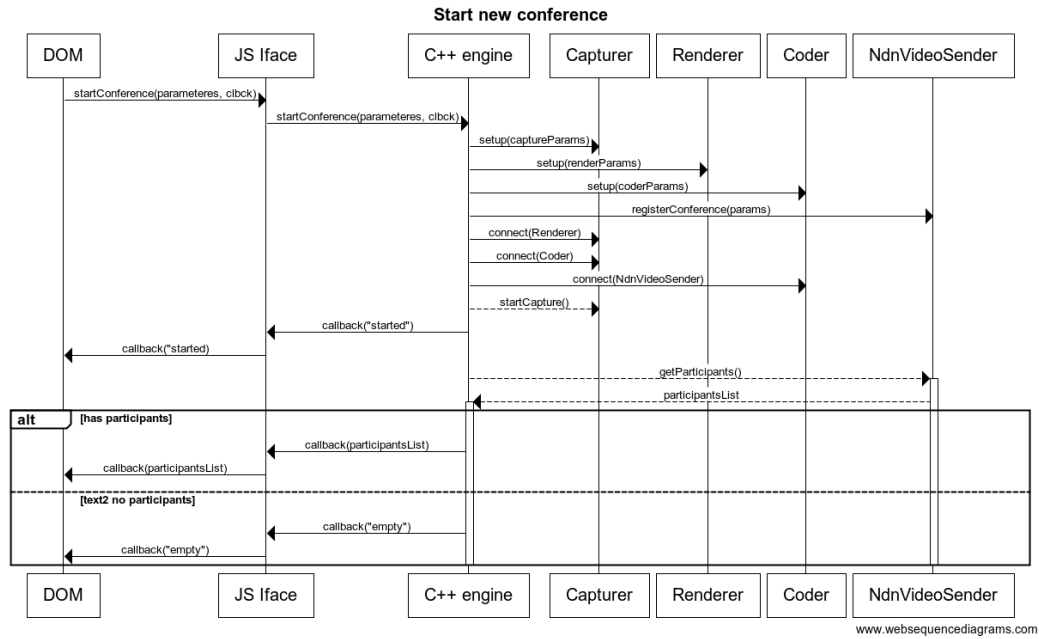 Start new conference
DOM JS Iface C++ engine Capturer Renderer Coder NdnVideoSender
startConference(parameteres, clbck)
startConference(parameteres, clbck)
setup(captureParams)
setup(renderParams)
setup(coderParams)
registerConference(params)
connect(Renderer)
connect(Coder)
connect(NdnVideoSender)
startCapture()
callback("started")
callback("started)
getParticipants()
participantsList
alt [has participants]
callback(participantsList)
callback(participantsList)
[text2 no participants]
callback("empty")
callback("empty")
DOM JS Iface C++ engine Capturer Renderer Coder NdnVideoSender
www.websequencediagrams.com